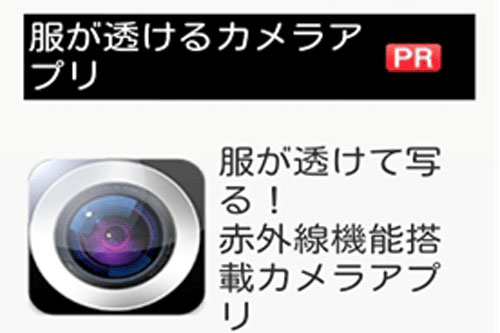 服が透けるカメラア
プリ
PR
服が透けて写
る！
赤外線機能搭
載カメラアプ
リ